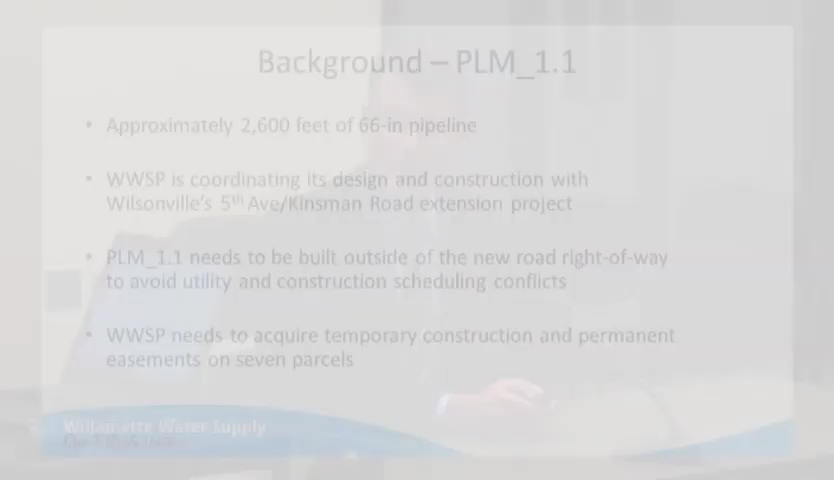 Background – PLM_1.1
• Approximately 2,600 feet of 66-in pipeline
• WWSP is coordinating its design and construction with
Wilsonville's 5th Ave/Kinsman Road extension project
• PLM_1.1 needs to be built outside of the new road right-of-way
to avoid utility and construction scheduling conflicts
• WWSP needs to acquire temporary construction and permanent
easements on seven parcels
Willamette Water Supply